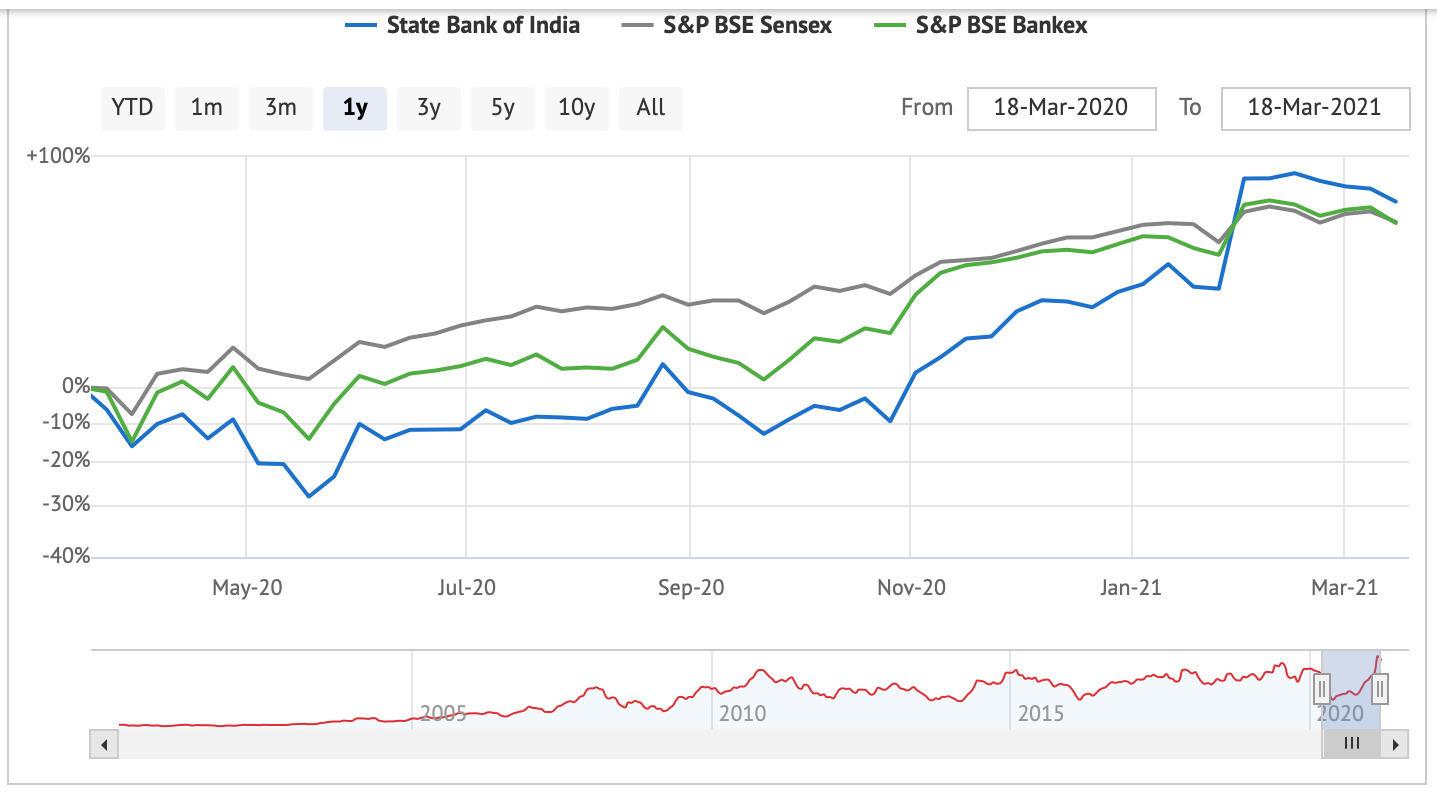 State Bank of India S&P BSE Sensex S&P BSE Bankex
YTD 1m 3m 1y 3y 5y 10y All From 18-Mar-2020 To 18-Mar-2021
+100%
0%
-10%
-20%
-30%
-40%
May-20 Jul-20 Sep-20 Nov-20 Jan-21 Mar-21
2005 2010 2015 2020